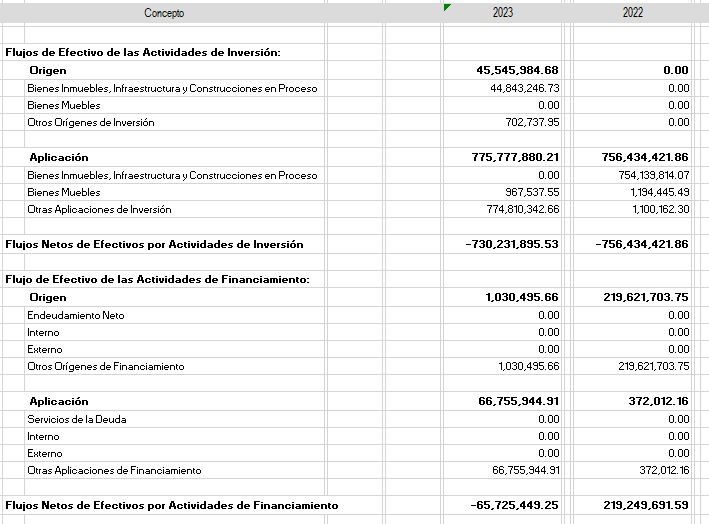 Concepto 2023 2022
Flujos de Efectivo de las Actividades de Inversión:
Origen 45,545,984.68 0.00
Bienes Inmuebles, Infraestructura y Construcciones en Proceso 44,843,246.73 0.00
Bienes Muebles 0.00 0.00
Otros Orígenes de Inversión 702,737.95 0.00
Aplicación 775,777,880.21 756,434,421.86
Bienes Inmuebles, Infraestructura y Construcciones en Proceso 0.00 754,139,814.07
Bienes Muebles 967,537.55 1,194,445.49
Otras Aplicaciones de Inversión 774,810,342.66 1,100,162.30
Flujos Netos de Efectivos por Actividades de Inversión -730,231,895.53 -756,434,421.86
Flujo de Efectivo de las Actividades de Financiamiento:
Origen 1,030,495.66 219,621,703.75
Endeudamiento Neto 0.00 0.00
Interno 0.00 0.00
Externo 0.00 0.00
Otros Orígenes de Financiamiento 1,030,495.66 219,621,703.75
Aplicación 66,755,944.91 372,012.16
Servicios de la Deuda 0.00 0.00
Interno 0.00 0.00
Externo 0.00 0.00
Otras Aplicaciones de Financiamiento 66,755,944.91 372,012.16
Flujos Netos de Efectivos por Actividades de Financiamiento -65,725,449.25 219,249,691.59